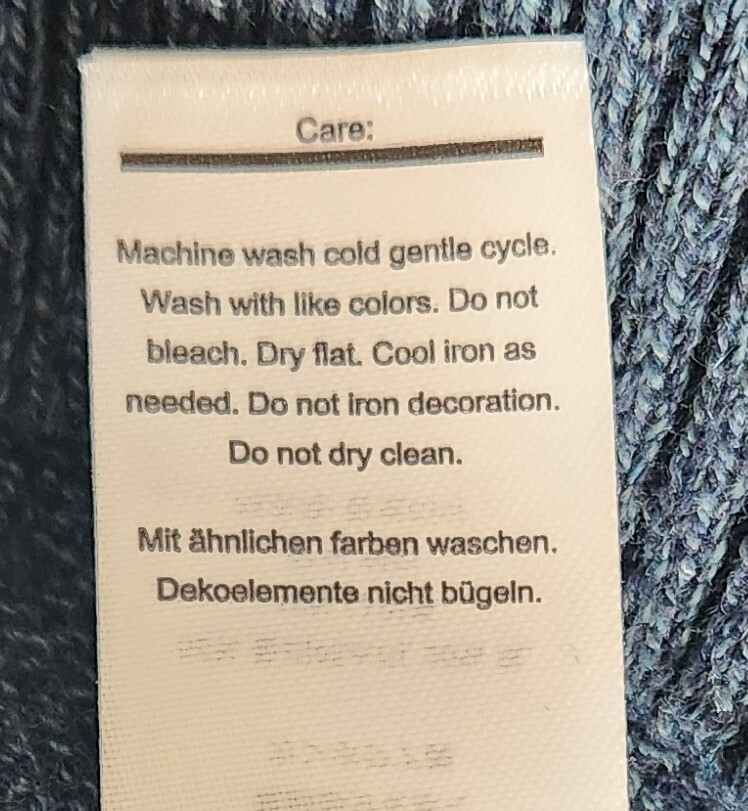 Care:
Machine wash cold gentle cycle.
Wash with like colors. Do not
bleach. Dry flat. Cool iron as
needed. Do not iron decoration.
Do not dry clean.
Mit ähnlichen farben waschen.
Dekoelemente nicht bügeln.